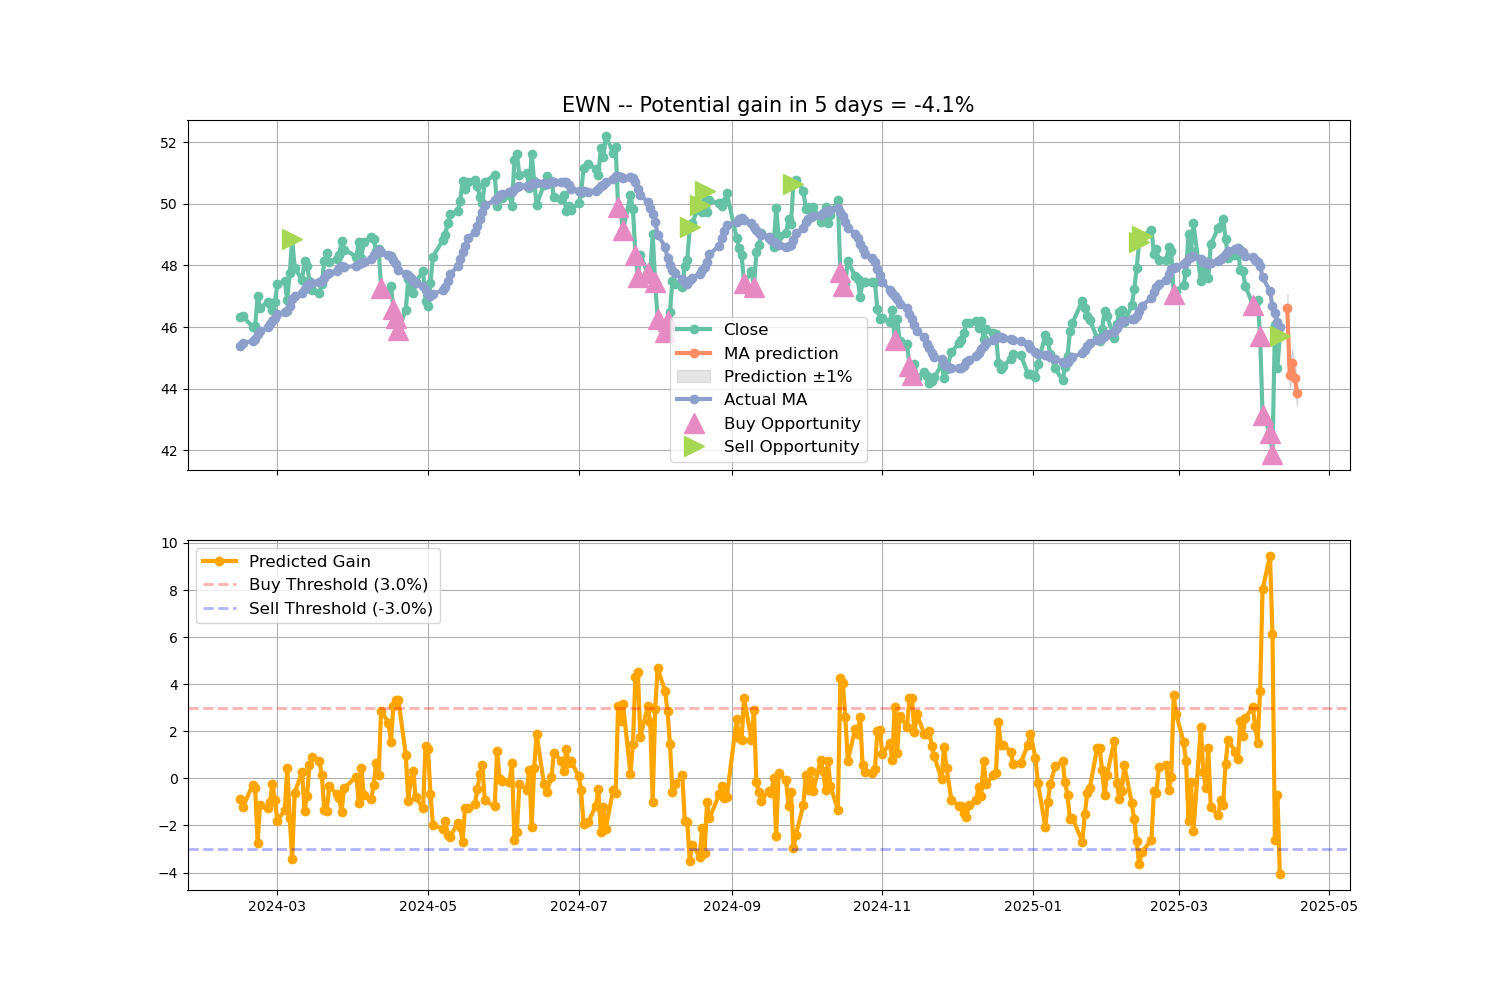 EWN -- Potential gain in 5 days = -4.1%
52
50
48
46
44
42
Close
MA prediction
Prediction ±1%
Actual MA
Buy Opportunity
Sell Opportunity
10
8
6
4
2
0
−2
−4
Predicted Gain
Buy Threshold (3.0%)
Sell Threshold (-3.0%)
2024-03 2024-05 2024-07 2024-09 2024-11 2025-01 2025-03 2025-05